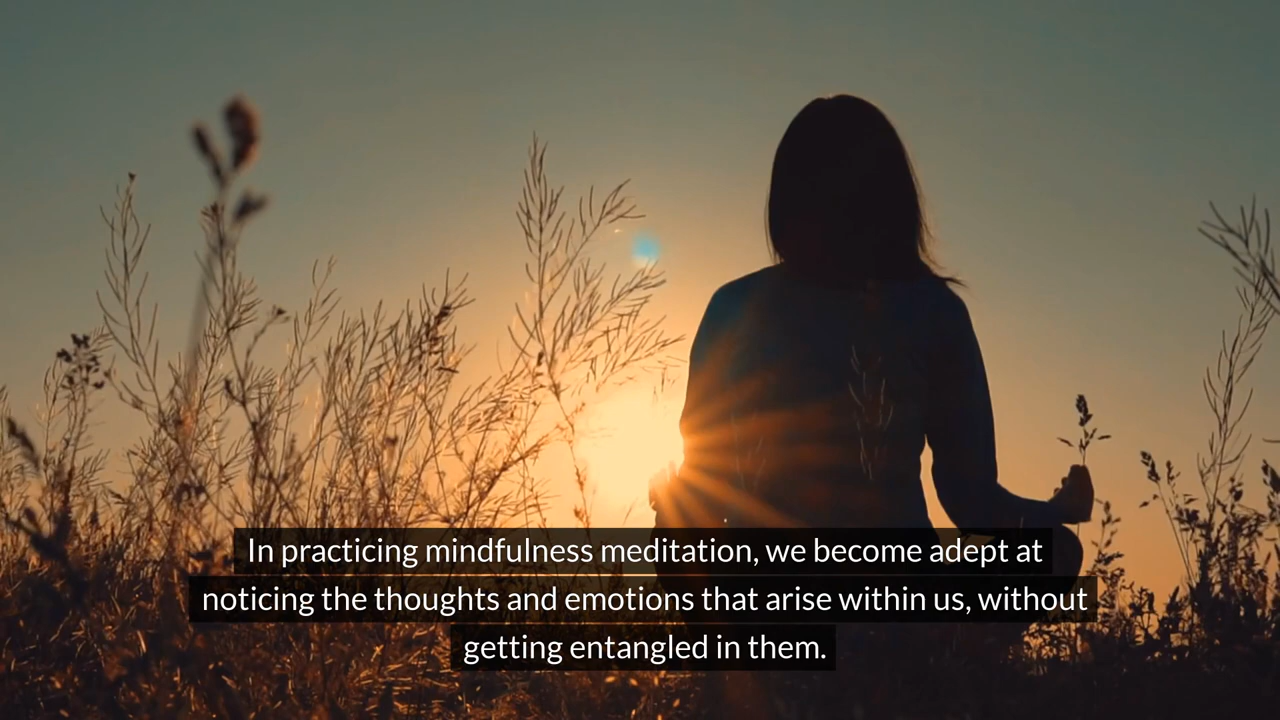 In practicing mindfulness meditation, we become adept at
noticing the thoughts and emotions that arise within us, without
getting entangled in them.